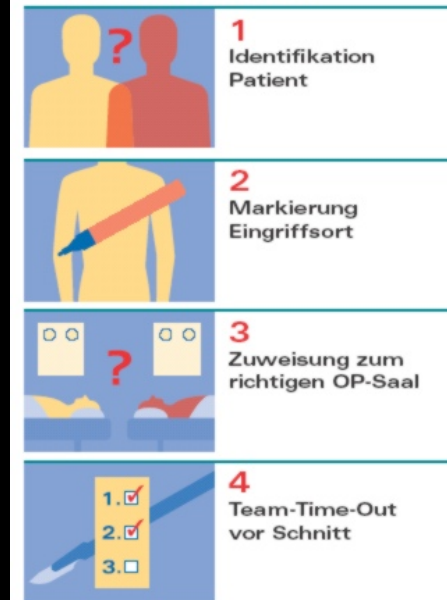 ?
1
Identifikation
Patient
2
Markierung
Eingriffsort
?
3
Zuweisung zum
richtigen OP-Saal
1.
2.
3.
4
Team-Time-Out
vor Schnitt